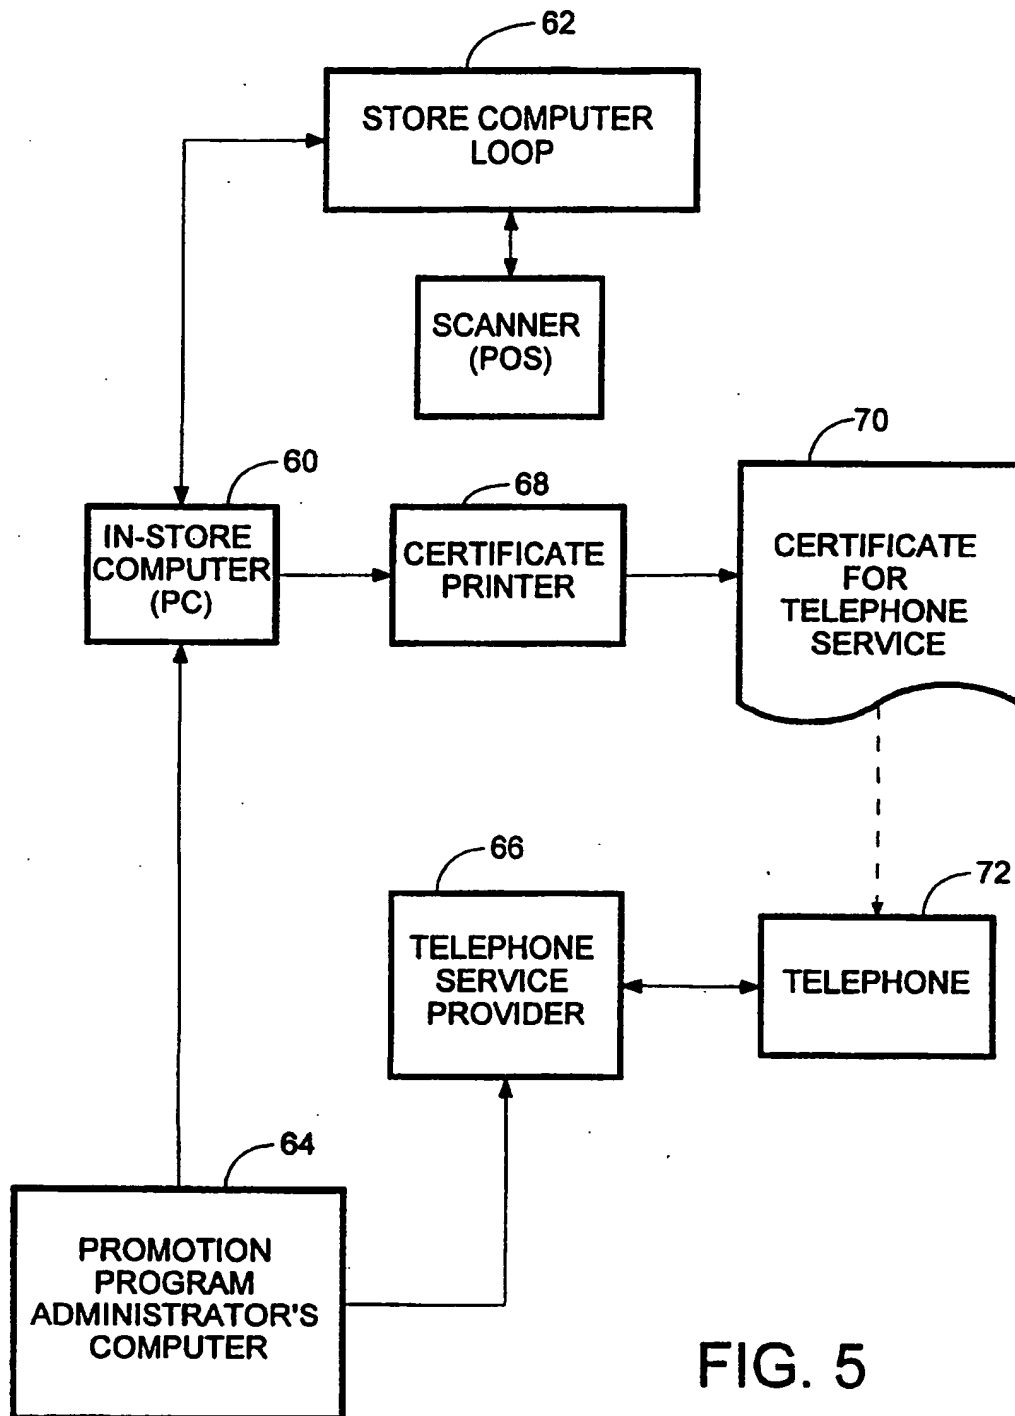 62
STORE COMPUTER
LOOP
SCANNER
(POS)
60
IN-STORE
COMPUTER
(PC)
68
CERTIFICATE
PRINTER
70
CERTIFICATE
FOR
TELEPHONE
SERVICE
66
TELEPHONE
SERVICE
PROVIDER
72
TELEPHONE
64
PROMOTION
PROGRAM
ADMINISTRATOR'S
COMPUTER
FIG. 5